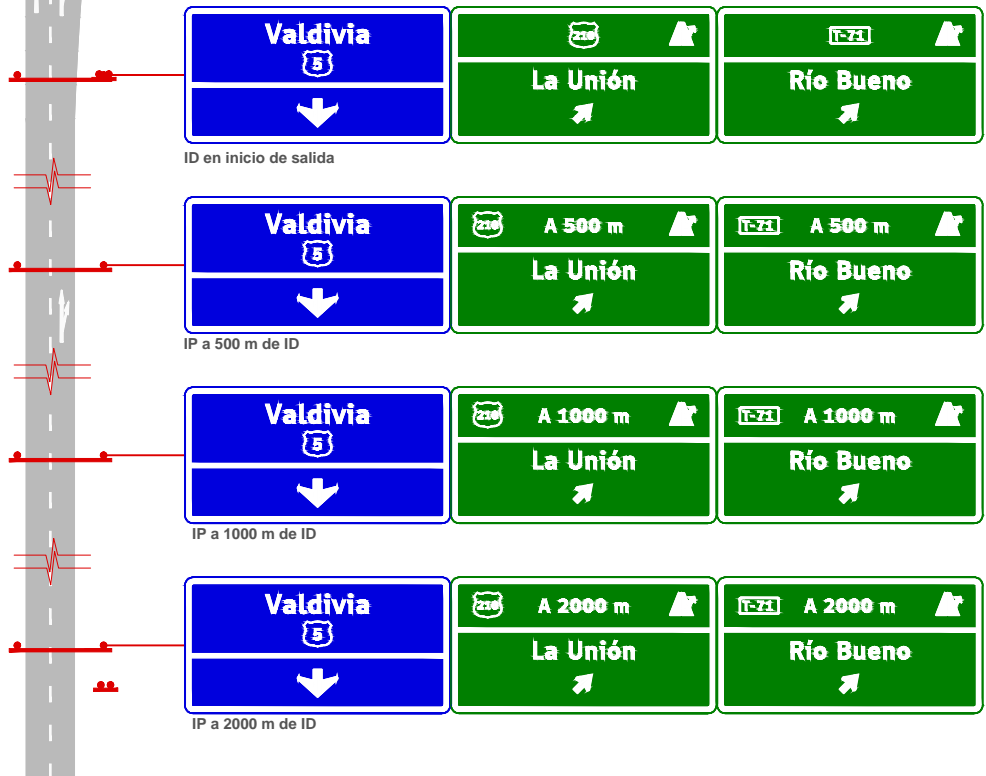 Valdivia
5
210
La Unión
T-71
Río Bueno
ID en inicio de salida
Valdivia
5
210 A 500 m
La Unión
T-71 A 500 m
Río Bueno
IP a 500 m de ID
Valdivia
5
210 A 1000 m
La Unión
T-71 A 1000 m
Río Bueno
IP a 1000 m de ID
Valdivia
5
210 A 2000 m
La Unión
T-71 A 2000 m
Río Bueno
IP a 2000 m de ID